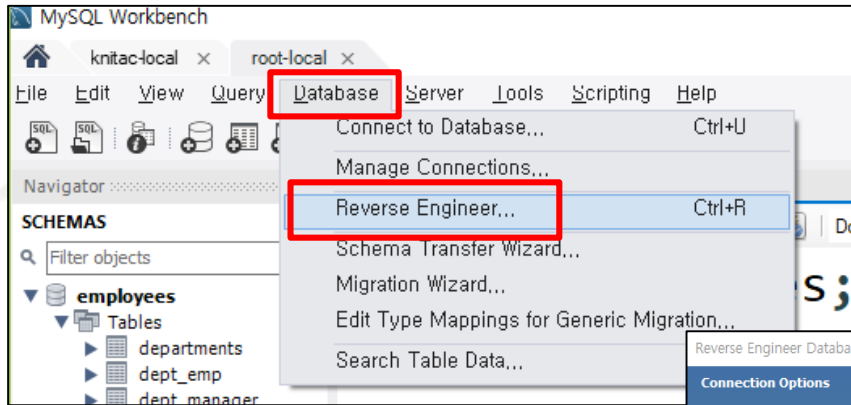 MySQL Workbench
knitac-local × root-local ×
File Edit View Query Database Server Tools Scripting Help
SQL SQL
Connect to Database... Ctrl+U
Manage Connections...
Reverse Engineer... Ctrl+R
Schema Transfer Wizard...
Migration Wizard...
Edit Type Mappings for Generic Migration...
Search Table Data...
Navigator
SCHEMAS
Filter objects
employees
Tables
departments
dept_emp
dept_manager
s;
Reverse Engineer Databa
Connection Options